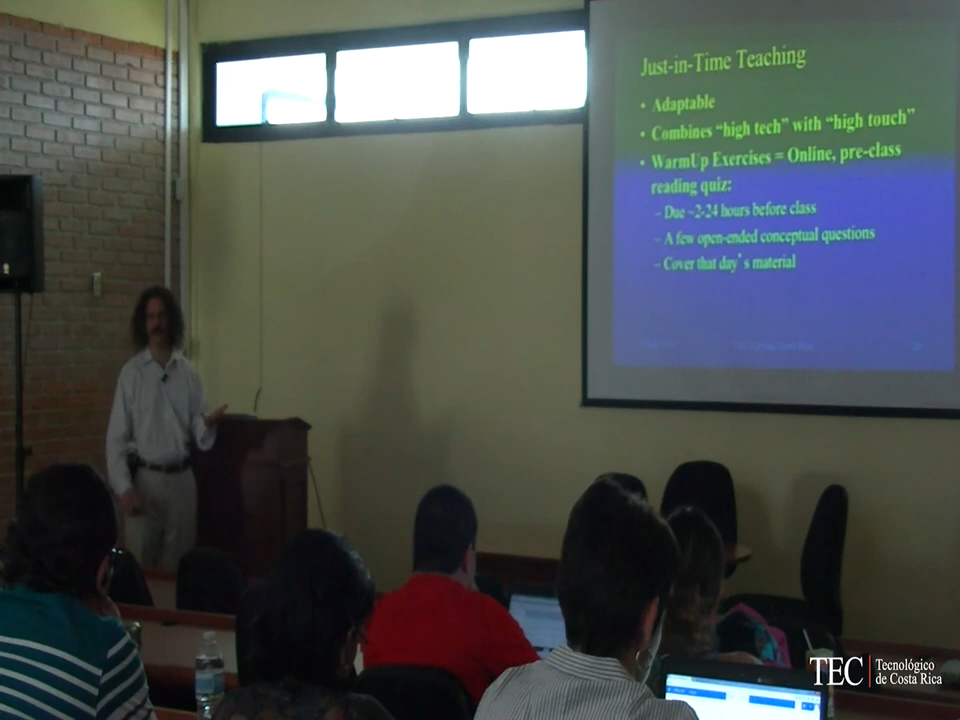 Just-in-Time Teaching
• Adaptable
• Combines "high tech" with "high touch"
• WarmUp Exercises = Online, pre-class
reading quiz:
– Due ~2-24 hours before class
– A few open-ended conceptual questions
– Cover that day's material
TEC | Tecnológico
de Costa Rica